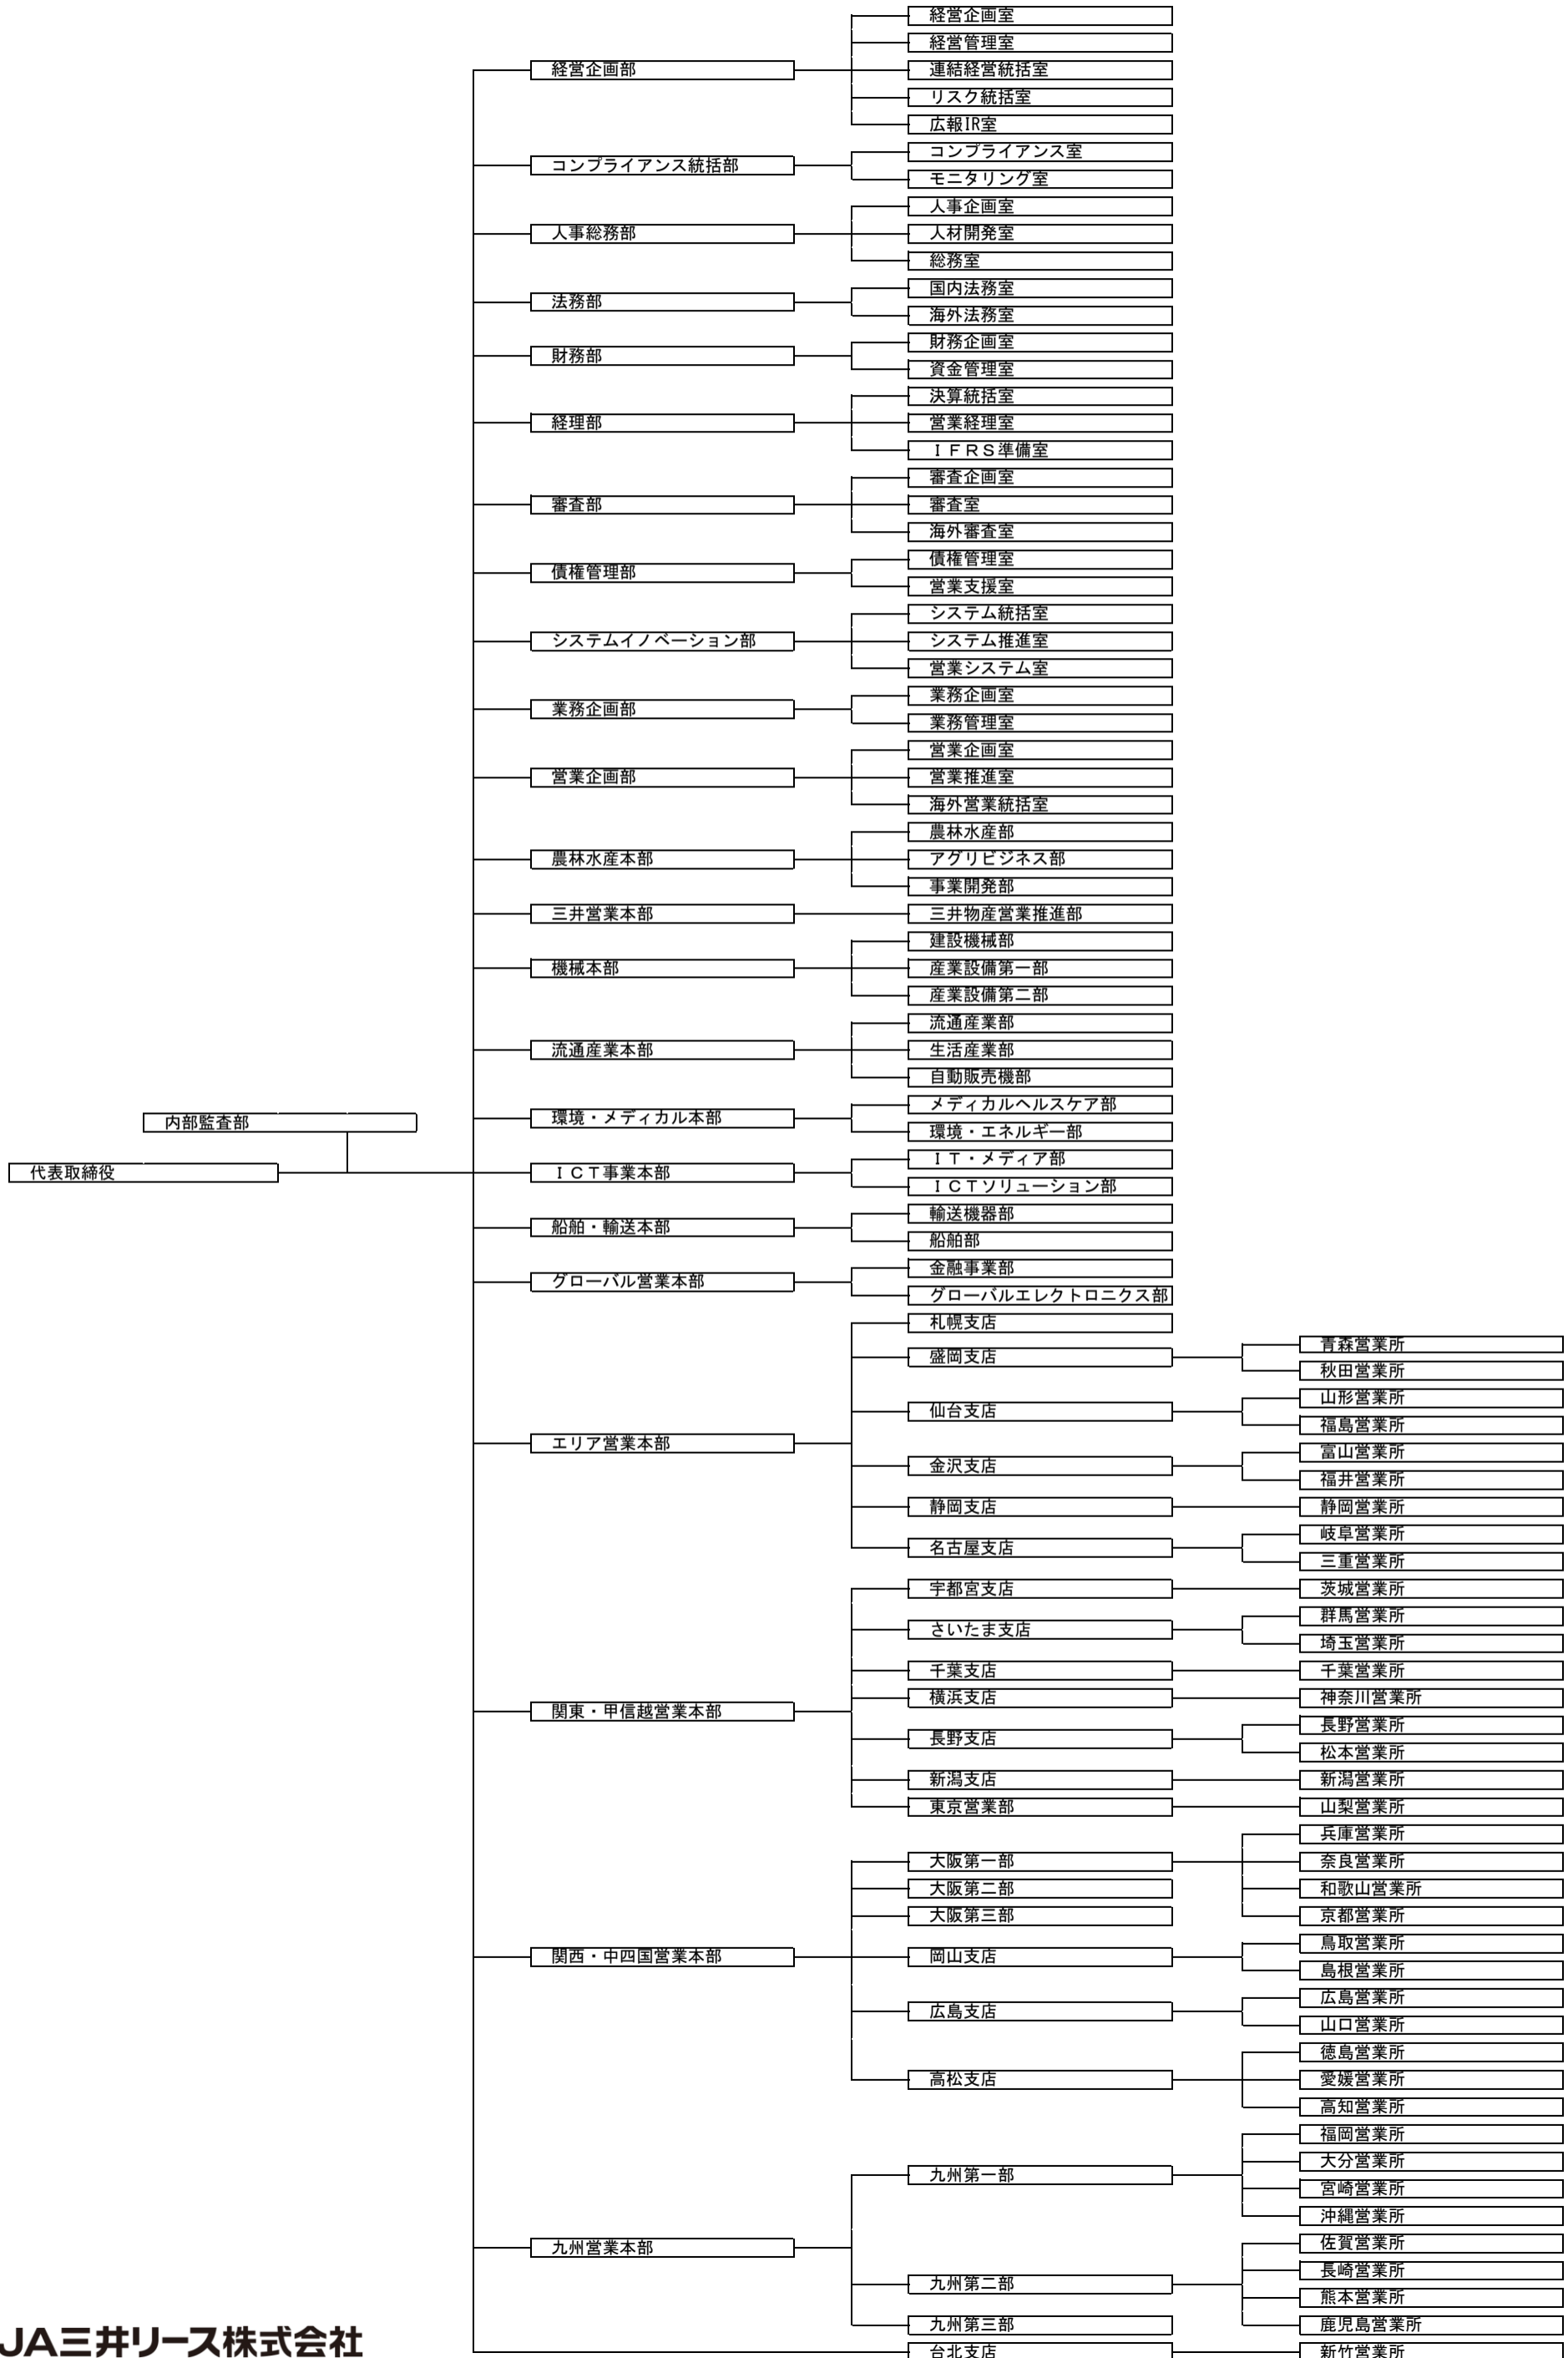 経営企画室
経営管理室
経営企画部
連結経営統括室
リスク統括室
広報IR室
コンプライアンス統括部
コンプライアンス室
モニタリング室
人事企画室
人事総務部
人材開発室
総務室
法務部
国内法務室
海外法務室
財務部
財務企画室
資金管理室
決算統括室
経理部
営業経理室
ＩＦＲＳ準備室
審査企画室
審査部
審査室
海外審査室
債権管理部
債権管理室
営業支援室
システム統括室
システムイノベーション部
システム推進室
営業システム室
業務企画部
業務企画室
業務管理室
営業企画室
営業企画部
営業推進室
海外営業統括室
農林水産部
農林水産本部
アグリビジネス部
事業開発部
三井営業本部
三井物産営業推進部
建設機械部
機械本部
産業設備第一部
産業設備第二部
流通産業部
流通産業本部
生活産業部
自動販売機部
内部監査部
環境・メディカル本部
メディカルヘルスケア部
環境・エネルギー部
代表取締役
ＩＣＴ事業本部
ＩＴ・メディア部
ＩＣＴソリューション部
船舶・輸送本部
輸送機器部
船舶部
グローバル営業本部
金融事業部
グローバルエレクトロニクス部
エリア営業本部
札幌支店
盛岡支店
青森営業所
秋田営業所
仙台支店
山形営業所
福島営業所
金沢支店
富山営業所
福井営業所
静岡支店
静岡営業所
名古屋支店
岐阜営業所
三重営業所
関東・甲信越営業本部
宇都宮支店
茨城営業所
さいたま支店
群馬営業所
埼玉営業所
千葉支店
千葉営業所
横浜支店
神奈川営業所
長野支店
長野営業所
松本営業所
新潟支店
新潟営業所
東京営業部
山梨営業所
関西・中四国営業本部
大阪第一部
兵庫営業所
奈良営業所
和歌山営業所
京都営業所
大阪第二部
大阪第三部
岡山支店
鳥取営業所
島根営業所
広島支店
広島営業所
山口営業所
高松支店
徳島営業所
愛媛営業所
高知営業所
九州営業本部
九州第一部
福岡営業所
大分営業所
宮崎営業所
沖縄営業所
九州第二部
佐賀営業所
長崎営業所
熊本営業所
鹿児島営業所
九州第三部
台北支店
新竹営業所
JA三井リース株式会社